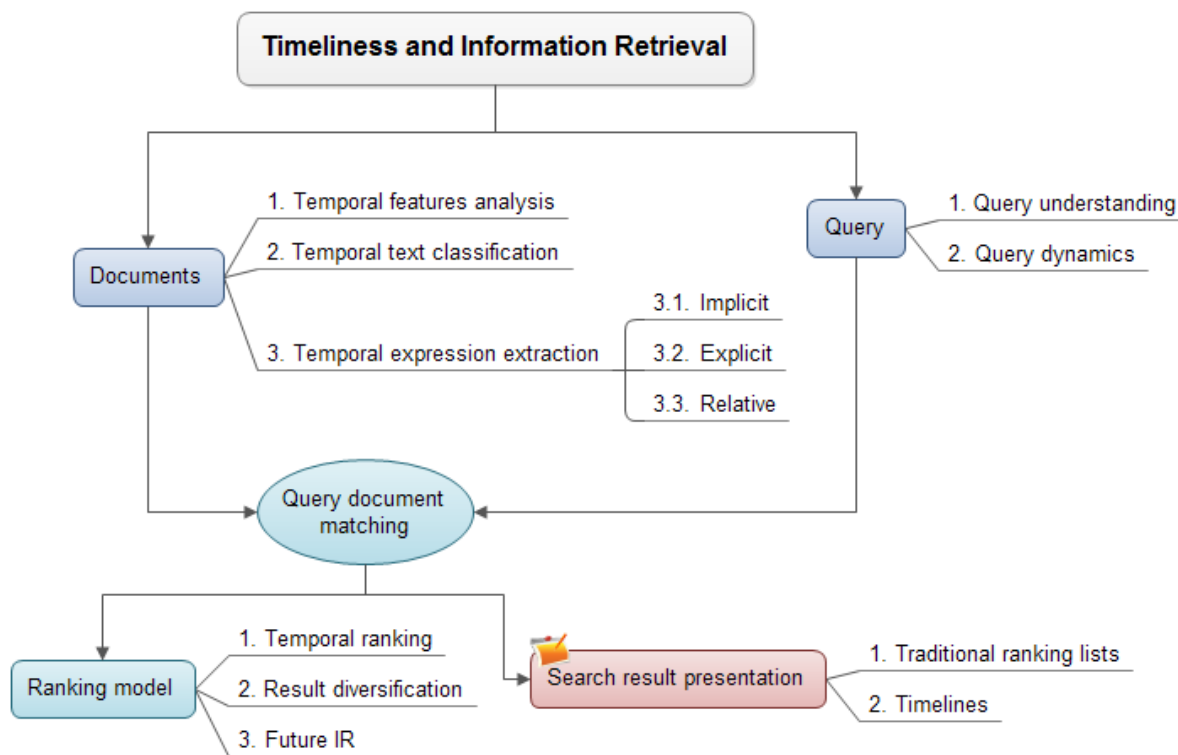 Timeliness and Information Retrieval
1. Temporal features analysis
1. Query understanding
Query
2. Temporal text classification
2. Query dynamics
Documents
3.1. Implicit
3. Temporal expression extraction
3.2. Explicit
3.3. Relative
Query document
matching
1. Temporal ranking
1. Traditional ranking lists
Search result presentation
Ranking model
2. Result diversification
2. Timelines
3. Future IR